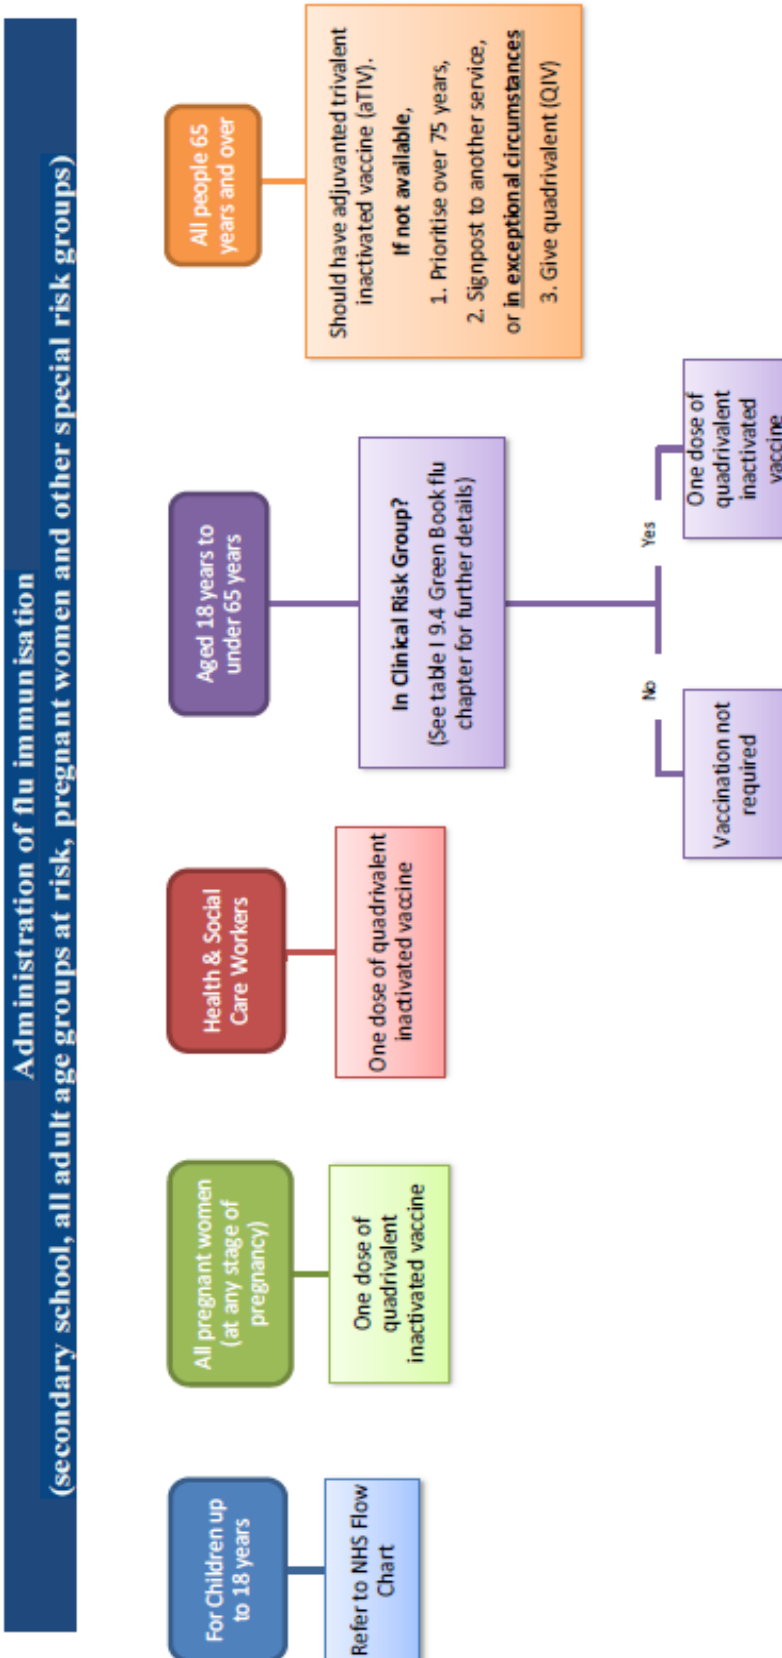 Administration of flu immunisation
(secondary school, all adult age groups at risk, pregnant women and other special risk groups)
For Children up
to 18 years
Refer to NHS Flow
Chart
All pregnant women
(at any stage of
pregnancy)
One dose of
quadrivalent
inactivated vaccine
Health & Social
Care Workers
One dose of quadrivalent
inactivated vaccine
Aged 18 years to
under 65 years
In Clinical Risk Group?
(See table I 9.4 Green Book flu
chapter for further details)
No
Yes
Vaccination not
required
One dose of
quadrivalent
inactivated
vaccine
All people 65
years and over
Should have adjuvanted trivalent
inactivated vaccine (aTIV).
If not available,
1. Prioritise over 75 years,
2. Signpost to another service,
or in exceptional circumstances
3. Give quadrivalent (QIV)